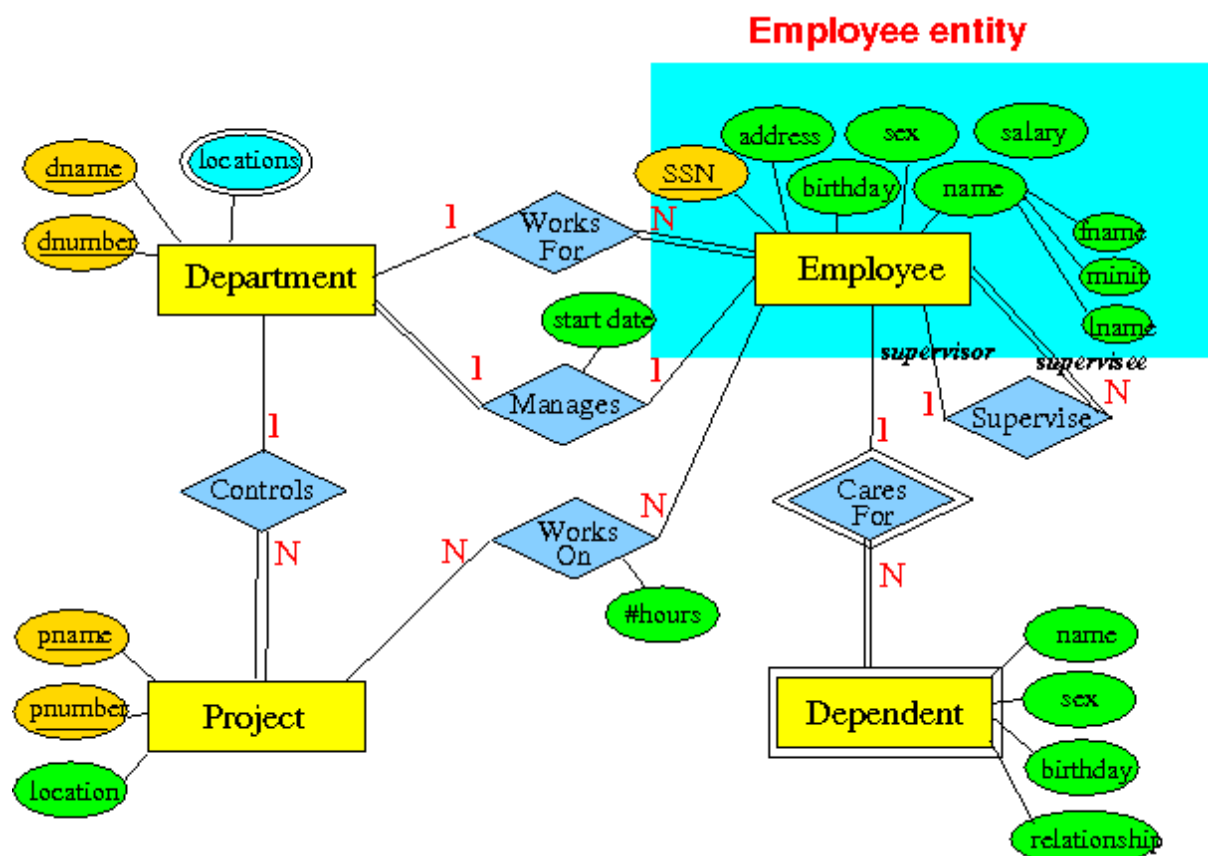 Employee entity
dname
locations
address
sex
salary
SSN
birthday
name
dnumber
1
Works
For
N
fname
Department
Employee
minit
start date
lname
supervisor
supervisee
1
Manages
1
1
Supervise
N
1
1
Controls
Cares
For
N
N
Works
On
N
N
#hours
pname
name
sex
pnumber
Project
Dependent
birthday
location
relationship